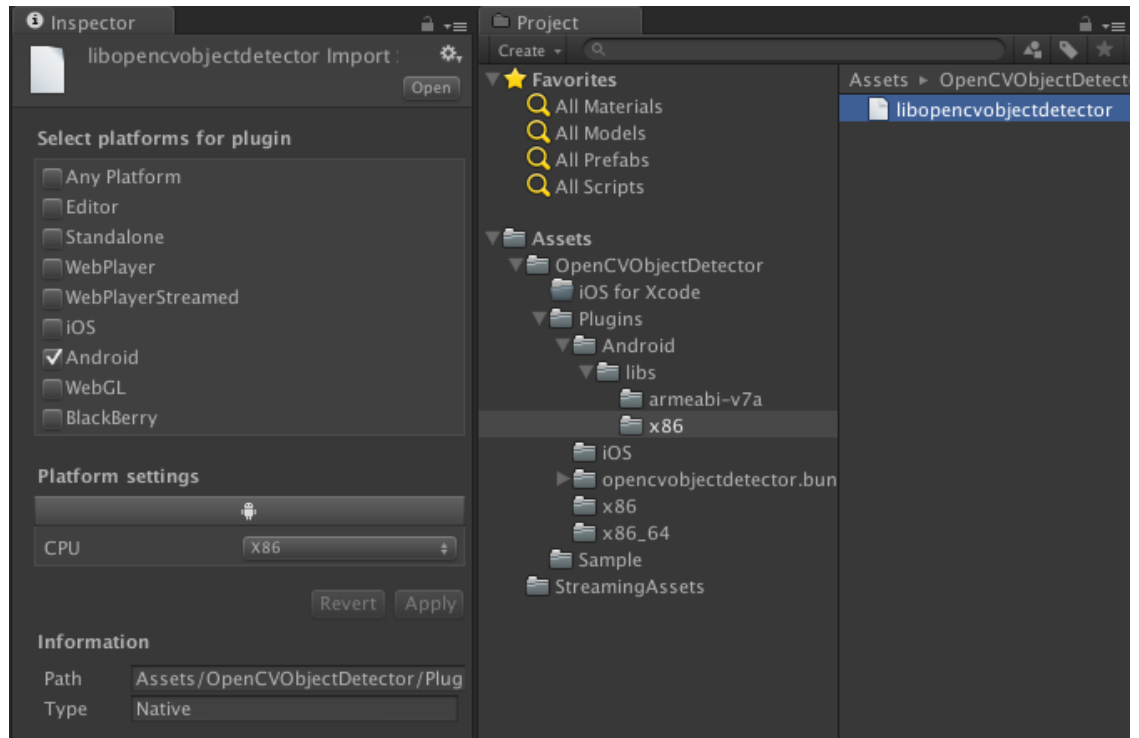 Inspector
libopencvobjectdetector Import
Open
Select platforms for plugin
Any Platform
Editor
Standalone
WebPlayer
WebPlayerStreamed
iOS
Android
WebGL
BlackBerry
Platform settings
CPU
X86
Revert
Apply
Information
Path
Assets/OpenCVObjectDetector/Plug
Type
Native
Project
Create
Favorites
All Materials
All Models
All Prefabs
All Scripts
Assets
OpenCVObjectDetector
iOS for Xcode
Plugins
Android
libs
armeabi-v7a
x86
iOS
opencvobjectdetector.bun
x86
x86_64
Sample
StreamingAssets
Assets ▸ OpenCVObjectDetect
libopencvobjectdetector